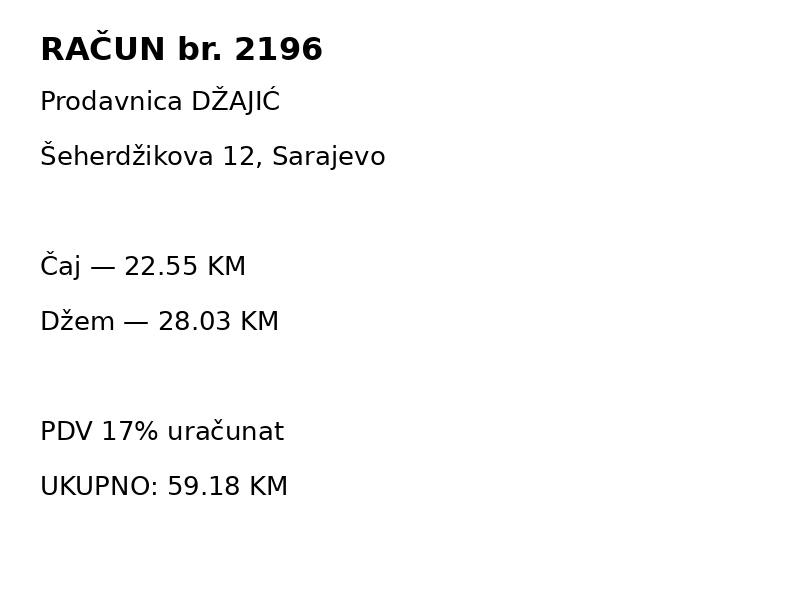 RAČUN br. 2196
Prodavnica DŽAJIĆ
Šeherdžikova 12, Sarajevo
Čaj — 22.55 KM
Džem — 28.03 KM
PDV 17% uračunat
UKUPNO: 59.18 KM